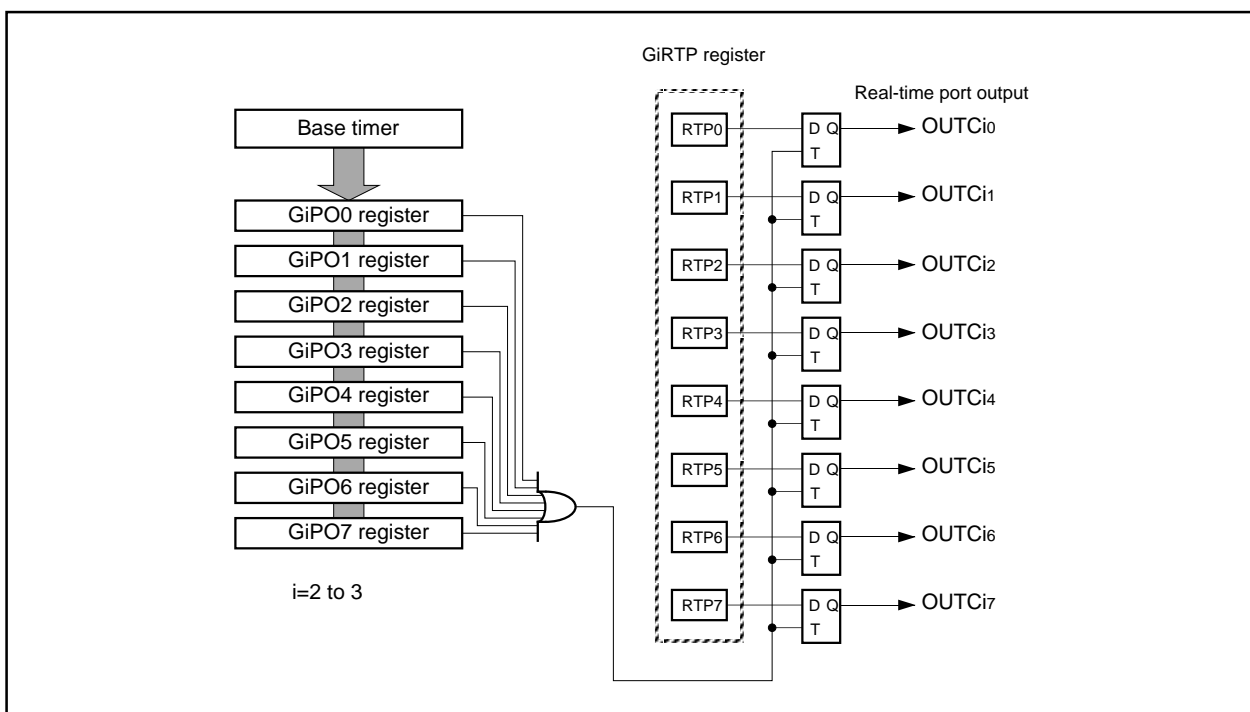 GiRTP register
Real-time port output
Base timer
GiPO0 register
GiPO1 register
GiPO2 register
GiPO3 register
GiPO4 register
GiPO5 register
GiPO6 register
GiPO7 register
i=2 to 3
RTP0
D Q
T
OUTCi0
RTP1
D Q
T
OUTCi1
RTP2
D Q
T
OUTCi2
RTP3
D Q
T
OUTCi3
RTP4
D Q
T
OUTCi4
RTP5
D Q
T
OUTCi5
RTP6
D Q
T
OUTCi6
RTP7
D Q
T
OUTCi7